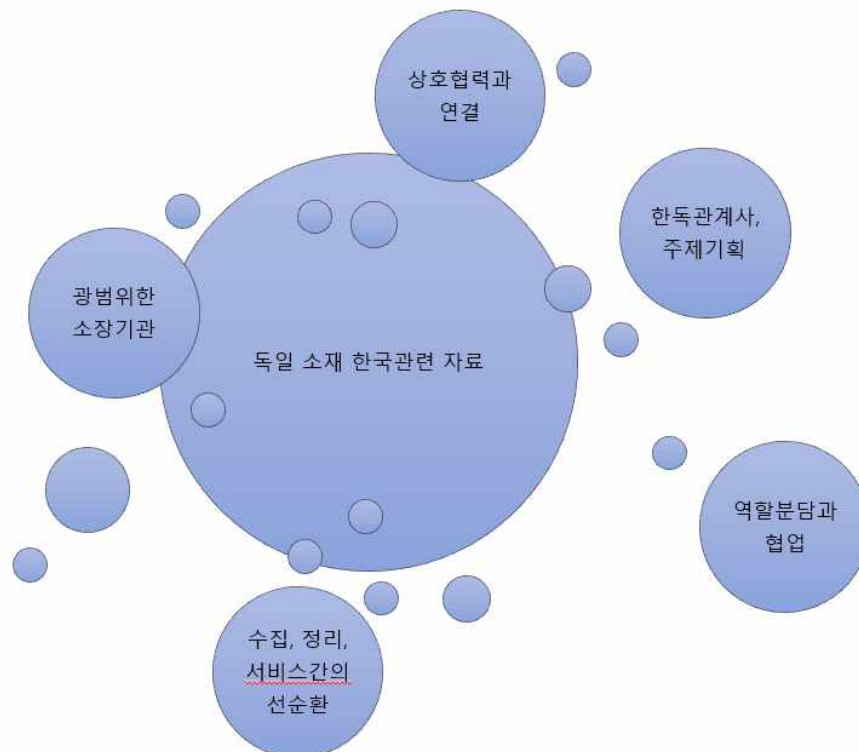 상호협력과
연결
한독관계사,
주제기획
광범위한
소장기관
독일 소재 한국관련 자료
역할분담과
협업
수집, 정리,
서비스간의
선순환